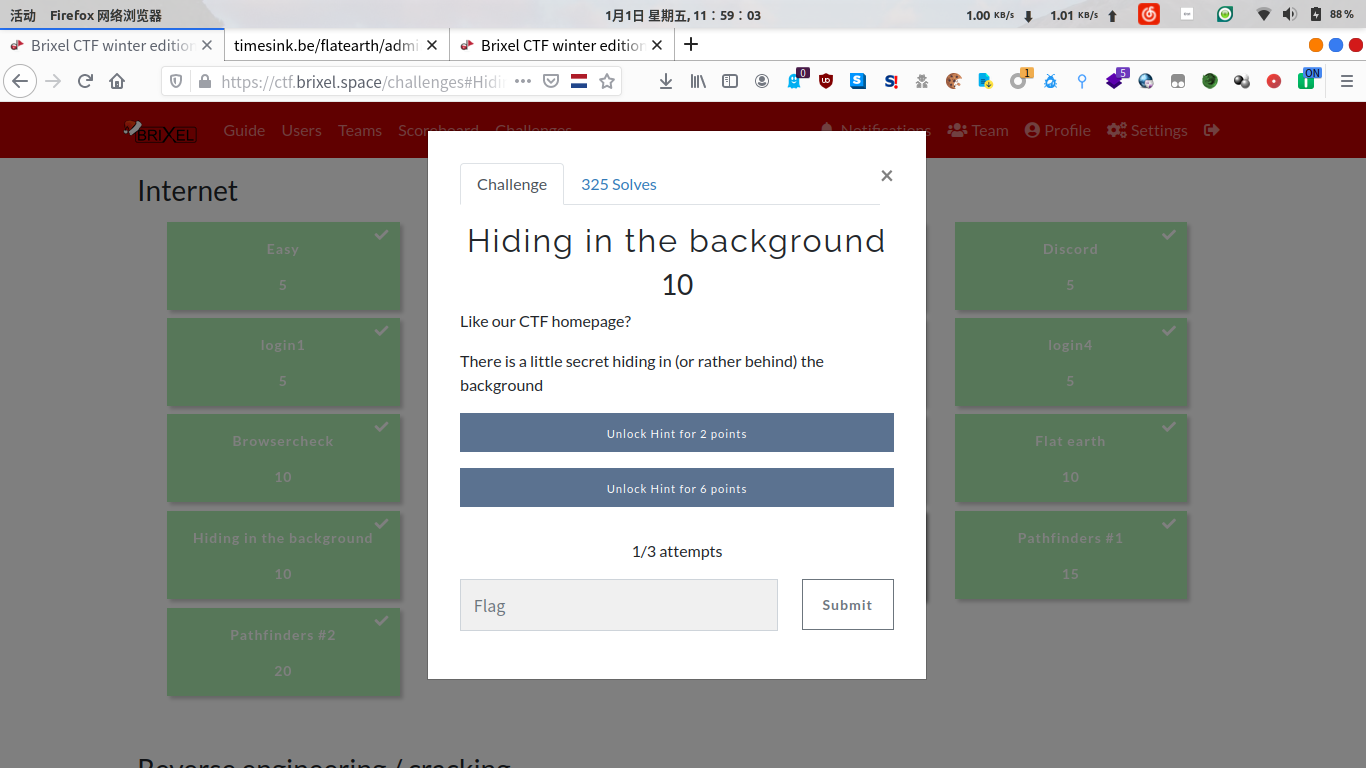 活动 Firefox 网络浏览器 1月1日 星期五, 11：59：03 1.00 KB/s 1.01 KB/s 88 %
Brixel CTF winter edition timesink.be/flatearth/admi Brixel CTF winter edition
https://ctf.brixel.space/challenges#Hidi 0 1 5 ON
BRIXEL Guide Users Teams Scoreboard Challenges Notifications Team Profile Settings
Internet
Easy
5
Discord
5
login1
5
login4
5
Browsercheck
10
Flat earth
10
Hiding in the background
10
Pathfinders #1
15
Pathfinders #2
20
Challenge 325 Solves ×
Hiding in the background
10
Like our CTF homepage?
There is a little secret hiding in (or rather behind) the
background
Unlock Hint for 2 points
Unlock Hint for 6 points
1/3 attempts
Flag Submit
Reverse engineering / cracking